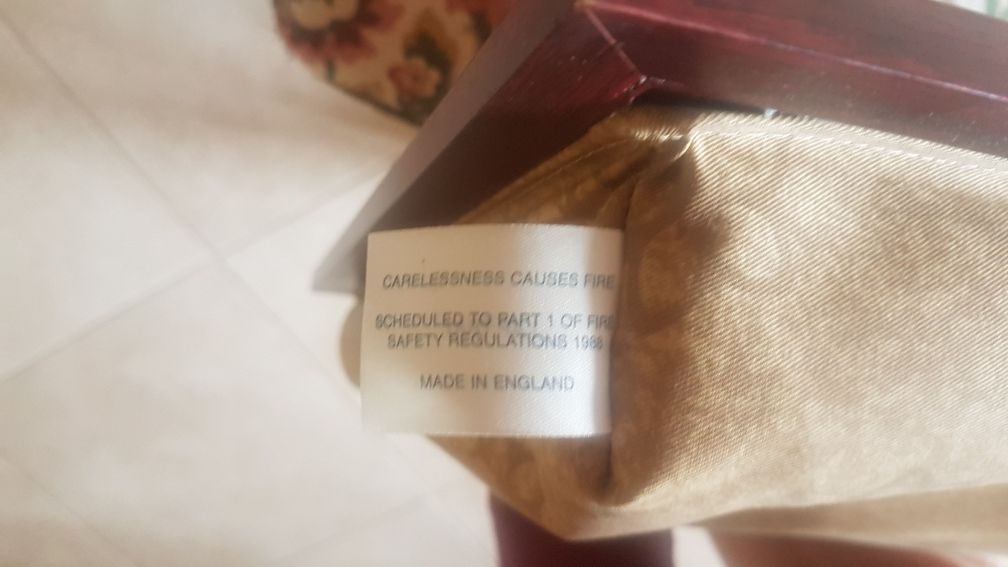 CARELESSNESS CAUSES FIRE
SCHEDULED TO PART 1 OF FIRE
SAFETY REGULATIONS 1988
MADE IN ENGLAND